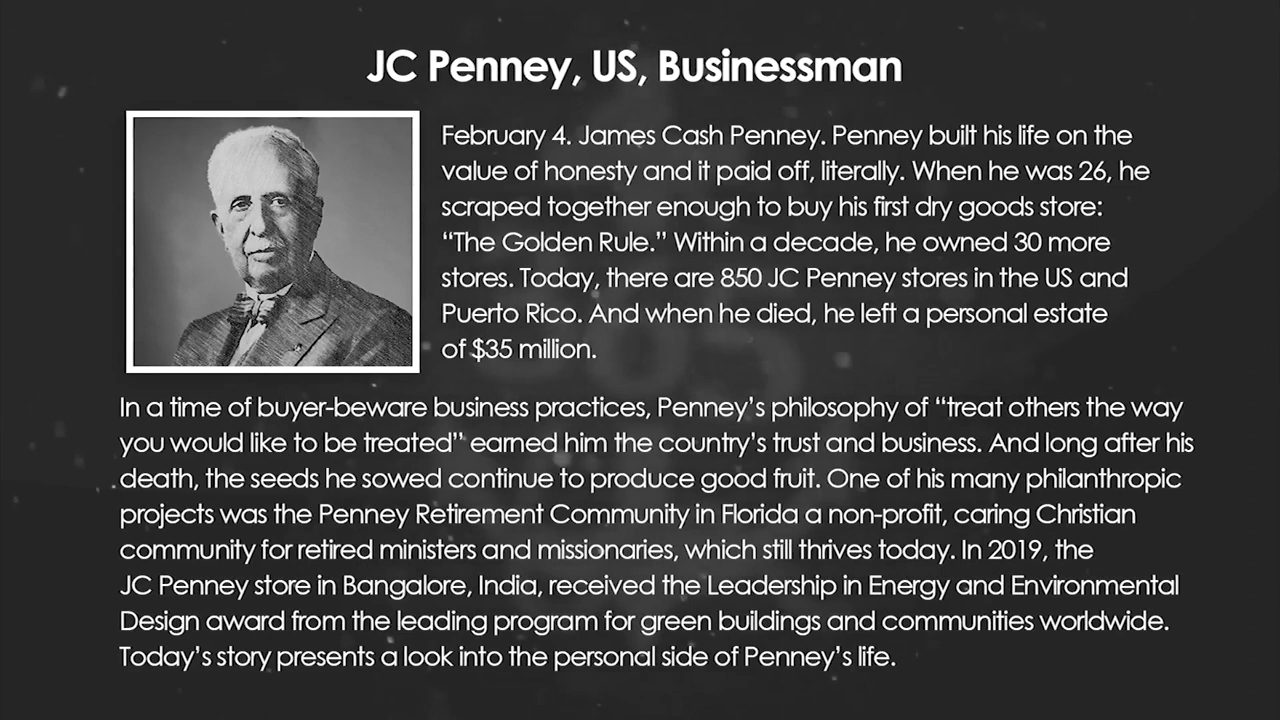 JC Penney, US, Businessman
February 4. James Cash Penney. Penney built his life on the
value of honesty and it paid off, literally. When he was 26, he
scraped together enough to buy his first dry goods store:
“The Golden Rule.” Within a decade, he owned 30 more
stores. Today, there are 850 JC Penney stores in the US and
Puerto Rico. And when he died, he left a personal estate
of $35 million.
In a time of buyer-beware business practices, Penney’s philosophy of “treat others the way
you would like to be treated” earned him the country’s trust and business. And long after his
death, the seeds he sowed continue to produce good fruit. One of his many philanthropic
projects was the Penney Retirement Community in Florida a non-profit, caring Christian
community for retired ministers and missionaries, which still thrives today. In 2019, the
JC Penney store in Bangalore, India, received the Leadership in Energy and Environmental
Design award from the leading program for green buildings and communities worldwide.
Today’s story presents a look into the personal side of Penney’s life.